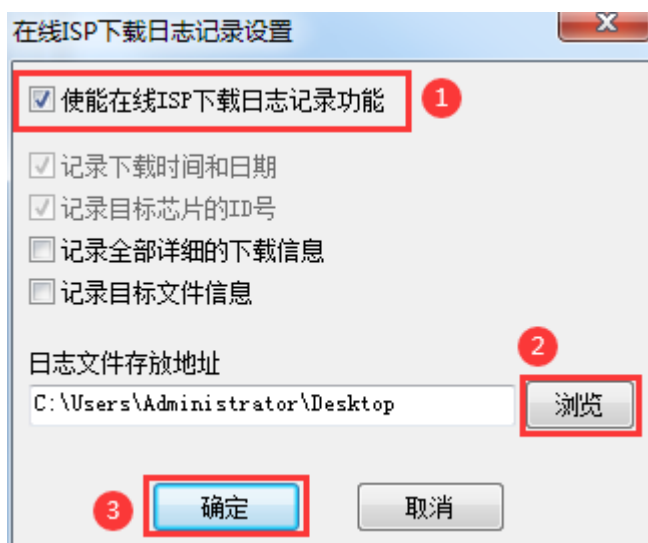 在线ISP下载日志记录设置
使能在线ISP下载日志记录功能
1
记录下载时间和日期
记录目标芯片的ID号
记录全部详细的下载信息
记录目标文件信息
日志文件存放地址
2
C:\Users\Administrator\Desktop 浏览
3 确定 取消